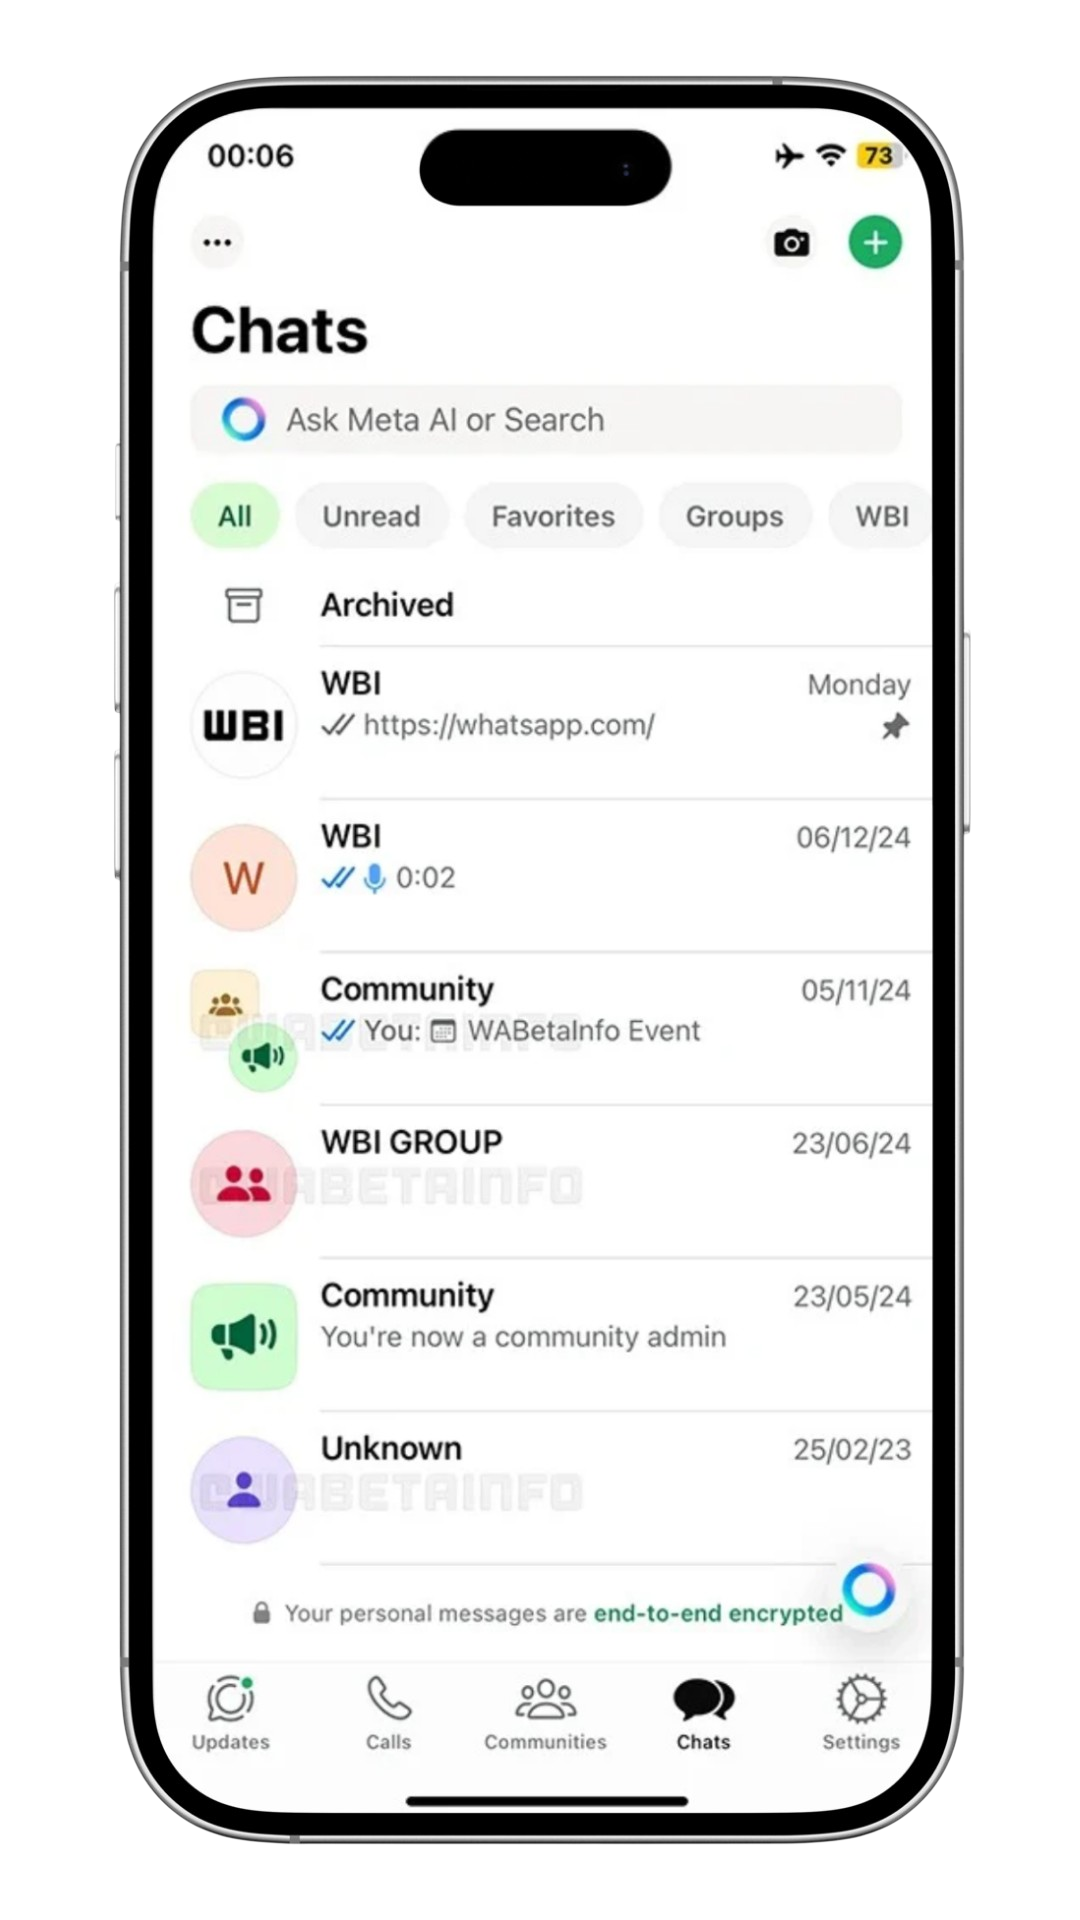 00:06
73
Chats
Ask Meta AI or Search
All Unread Favorites Groups WBI
Archived
WBI Monday
WBI https://whatsapp.com/
WBI 06/12/24
W 0:02
Community 05/11/24
You: WABetaInfo Event
@WABETAINFO
WBI GROUP 23/06/24
@WABETAINFO
Community 23/05/24
You're now a community admin
Unknown 25/02/23
@WABETAINFO
Your personal messages are end-to-end encrypted
Updates Calls Communities Chats Settings